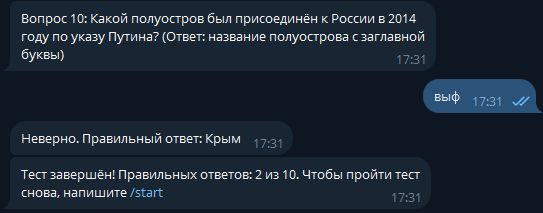 Вопрос 10: Какой полуостров был присоединён к России в 2014
году по указу Путина? (Ответ: название полуострова с заглавной
буквы)
17:31
выф 17:31
Неверно. Правильный ответ: Крым 17:31
Тест завершён! Правильных ответов: 2 из 10. Чтобы пройти тест
снова, напишите /start
17:31